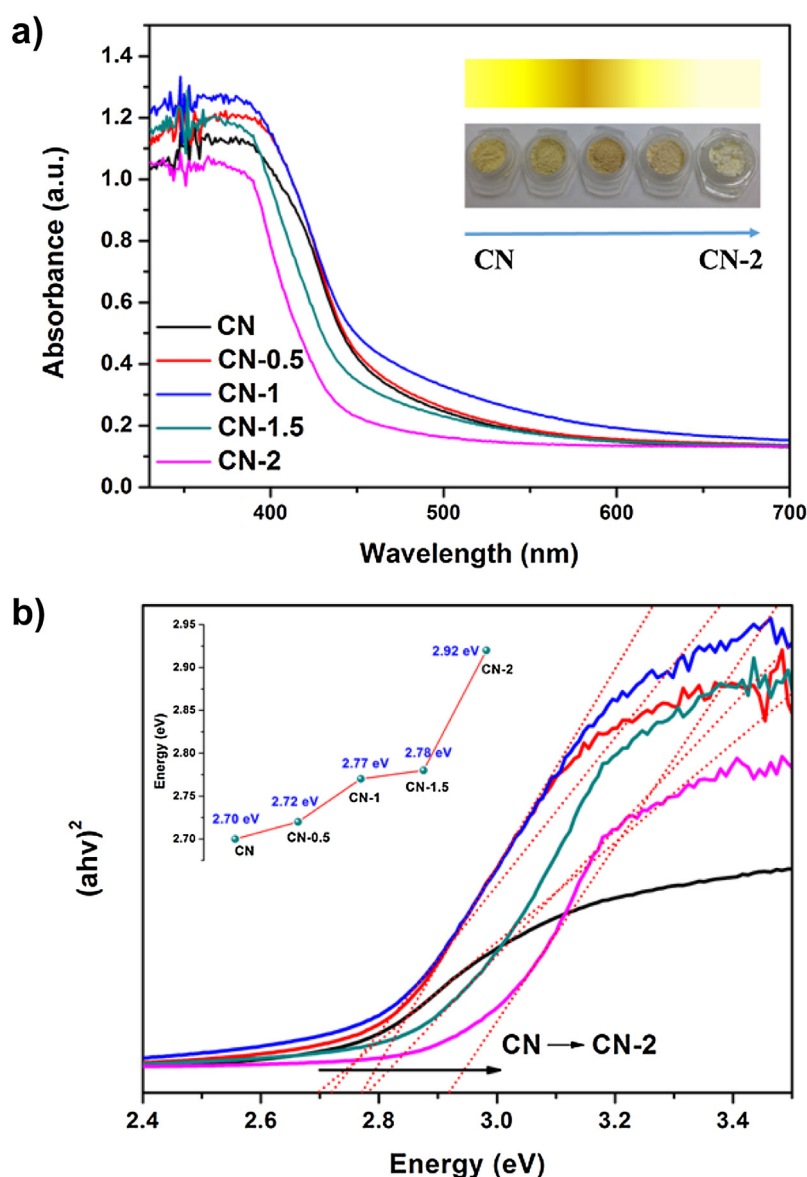 a)
Absorbance (a.u.)
1.4
1.2
1.0
0.8
0.6
0.4
0.2
0.0
CN
CN-0.5
CN-1
CN-1.5
CN-2
CN CN-2
400 500 600 700
Wavelength (nm)
b)
(ahv)2
Energy (eV)
2.95
2.90
2.85
2.80
2.75
2.70
2.70 eV
2.72 eV
2.77 eV
2.78 eV
2.92 eV
CN
CN-0.5
CN-1
CN-1.5
CN-2
CN → CN-2
2.4 2.6 2.8 3.0 3.2 3.4
Energy (eV)